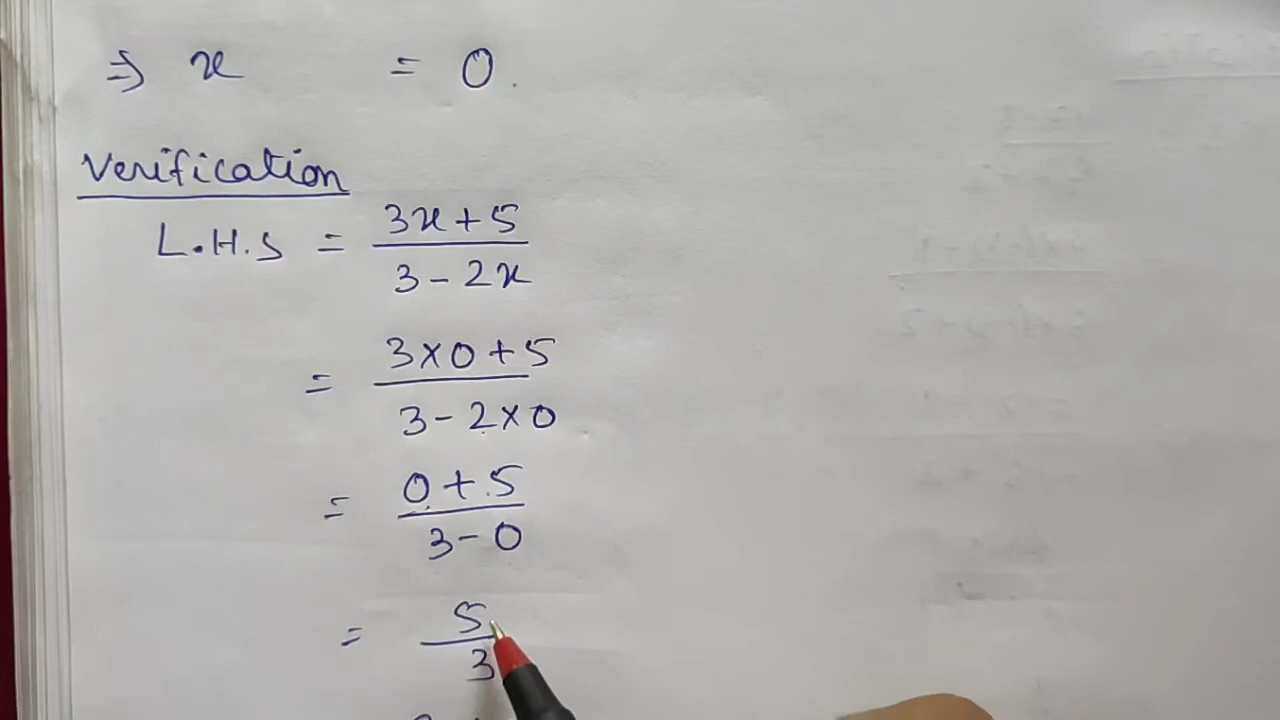 ⇒ x = 0.
Verification
L.H.S = (3x+5)/(3-2x)
= (3×0+5)/(3-2×0)
= (0+5)/(3-0)
= 5/3